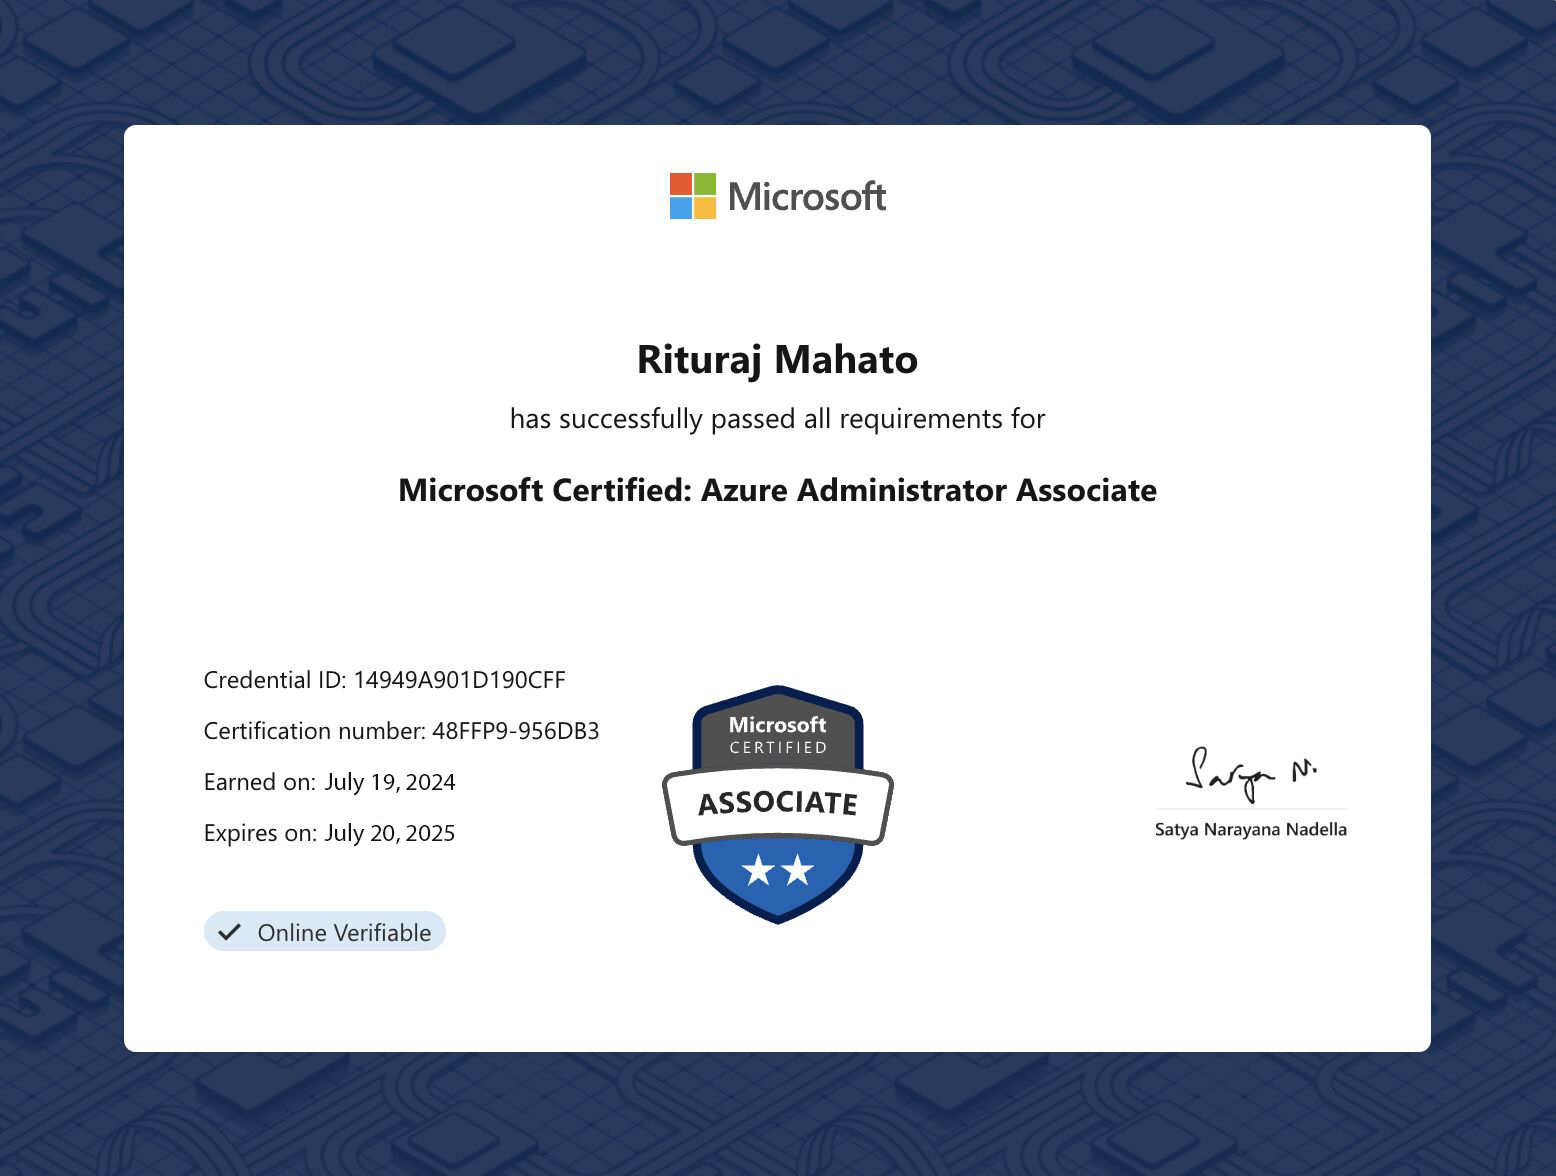 Microsoft
Rituraj Mahato
has successfully passed all requirements for
Microsoft Certified: Azure Administrator Associate
Credential ID: 14949A901D190CFF
Certification number: 48FFP9-956DB3
Earned on: July 19, 2024
Expires on: July 20, 2025
Online Verifiable
Microsoft
CERTIFIED
ASSOCIATE
Satya N.
Satya Narayana Nadella